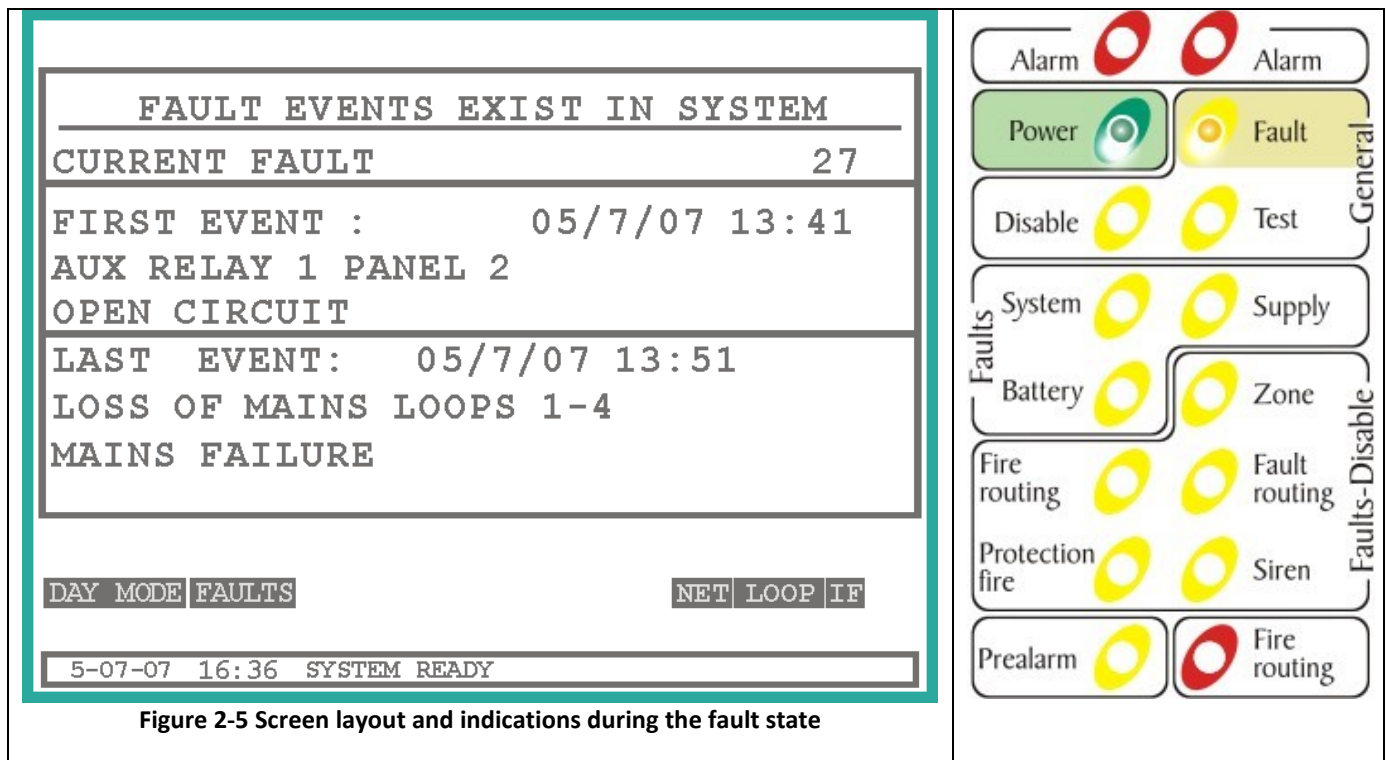 FAULT EVENTS EXIST IN SYSTEM
CURRENT FAULT 27
FIRST EVENT : 05/7/07 13:41
AUX RELAY 1 PANEL 2
OPEN CIRCUIT
LAST EVENT: 05/7/07 13:51
LOSS OF MAINS LOOPS 1-4
MAINS FAILURE
DAY MODE FAULTS NET LOOP IF
5-07-07 16:36 SYSTEM READY
Figure 2-5 Screen layout and indications during the fault state
Alarm Alarm
Power Fault
General
Disable Test
Faults
System Supply
Battery Zone
Faults-Disable
Fire
routing
Fault
routing
Protection
fire
Siren
Prealarm
Fire
routing